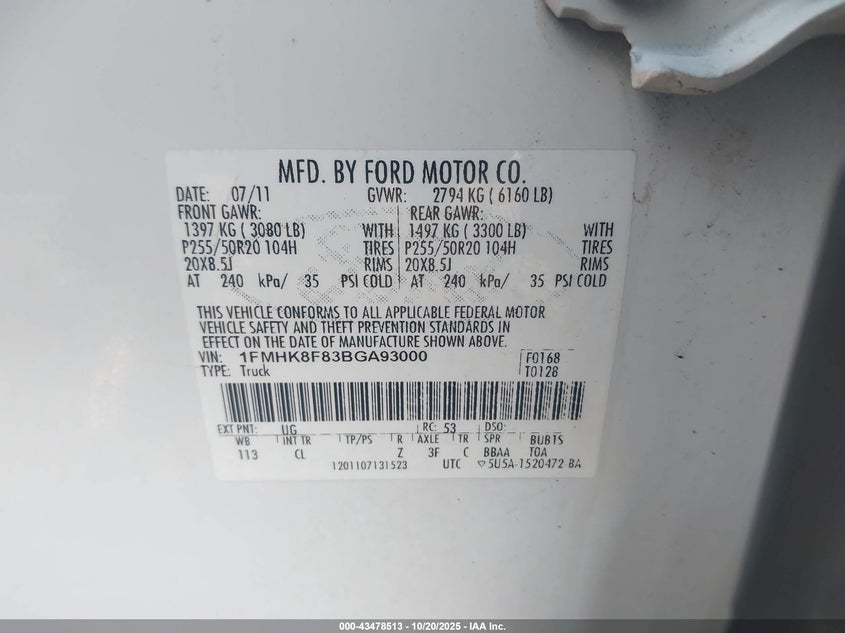 MFD. BY FORD MOTOR CO.
DATE: 07/11 GVWR: 2794 KG ( 6160 LB)
FRONT GAWR: REAR GAWR:
1397 KG ( 3080 LB) WITH 1497 KG ( 3300 LB) WITH
P255/50R20 104H TIRES P255/50R20 104H TIRES
20X8.5J RIMS 20X8.5J RIMS
AT 240 kPa/ 35 PSI COLD AT 240 kPa/ 35 PSI COLD
THIS VEHICLE CONFORMS TO ALL APPLICABLE FEDERAL MOTOR
VEHICLE SAFETY AND THEFT PREVENTION STANDARDS IN
EFFECT ON THE DATE OF MANUFACTURE SHOWN ABOVE.
VIN: 1FMHK8F83BGA93000 F0168
TYPE: Truck T0128
EXT PNT: UG RC: 53 DSO:
WB INT TR TP/PS R AXLE TR SPR BUBTS
113 CL Z 3F C BBAA TOA
1201107131523 UTC ▽5U5A-1520472-BA
000-43478513 - 10/20/2025 - IAA Inc.